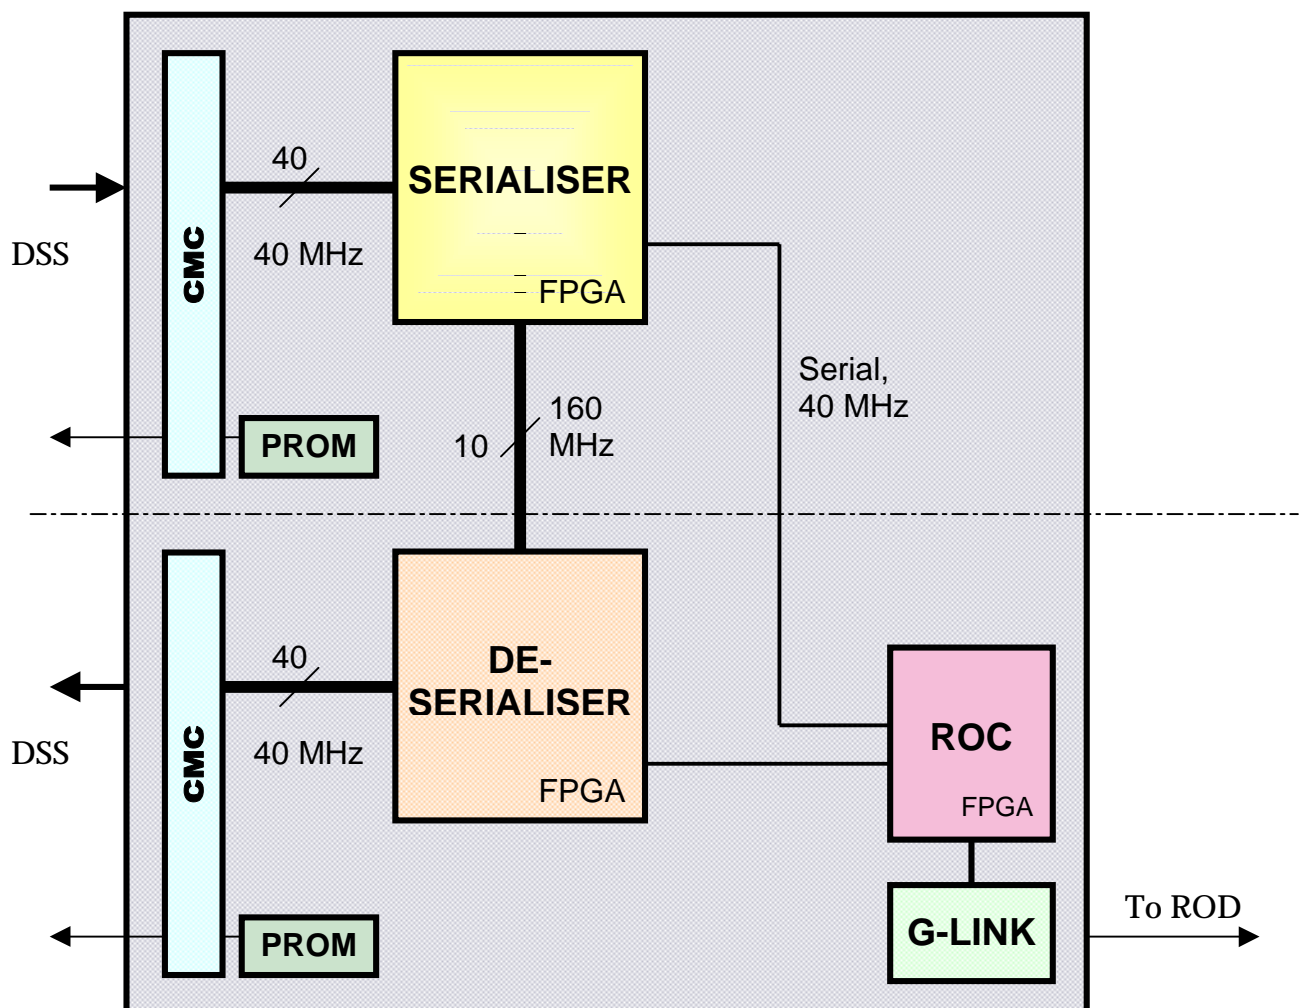 40
SERIALISER
DSS
CMC
40 MHz
FPGA
Serial,
40 MHz
160
MHz
10
PROM
40
DE-
SERIALISER
DSS
CMC
40 MHz
FPGA
ROC
FPGA
To ROD
G-LINK
PROM